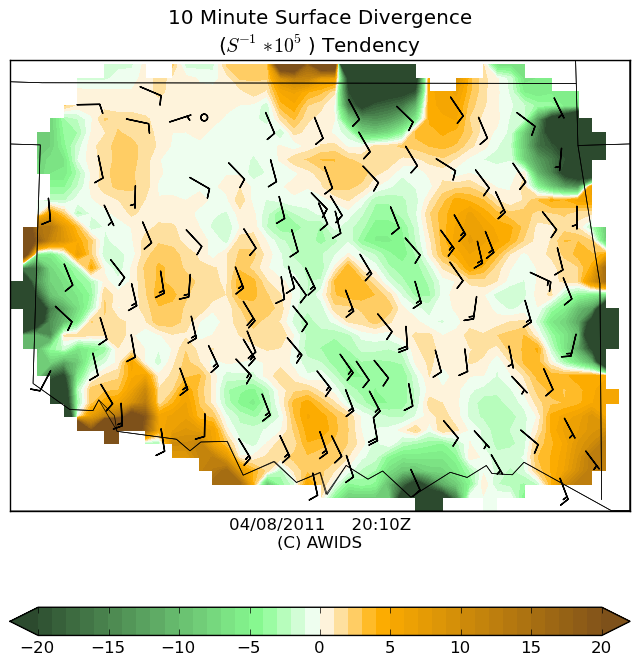 10 Minute Surface Divergence
(S⁻¹ *10⁵ ) Tendency
04/08/2011 20:10Z
(C) AWIDS
−20 −15 −10 −5 0 5 10 15 20